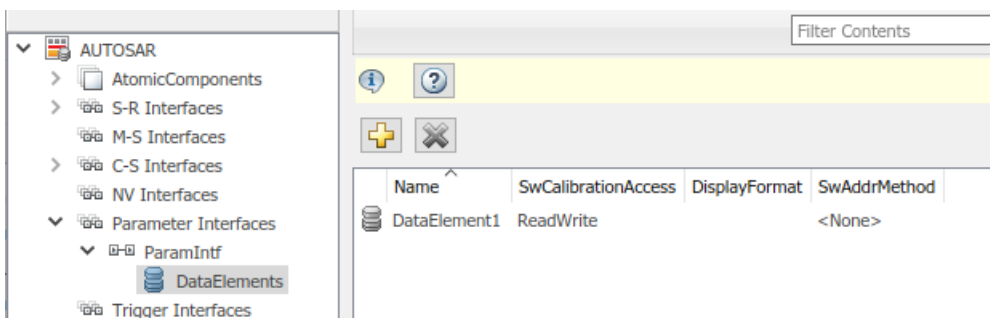 Filter Contents
AUTOSAR
AtomicComponents
S-R Interfaces
M-S Interfaces
C-S Interfaces
NV Interfaces
Parameter Interfaces
ParamIntf
DataElements
Trigger Interfaces
Name SwCalibrationAccess DisplayFormat SwAddrMethod
DataElement1 ReadWrite <None>